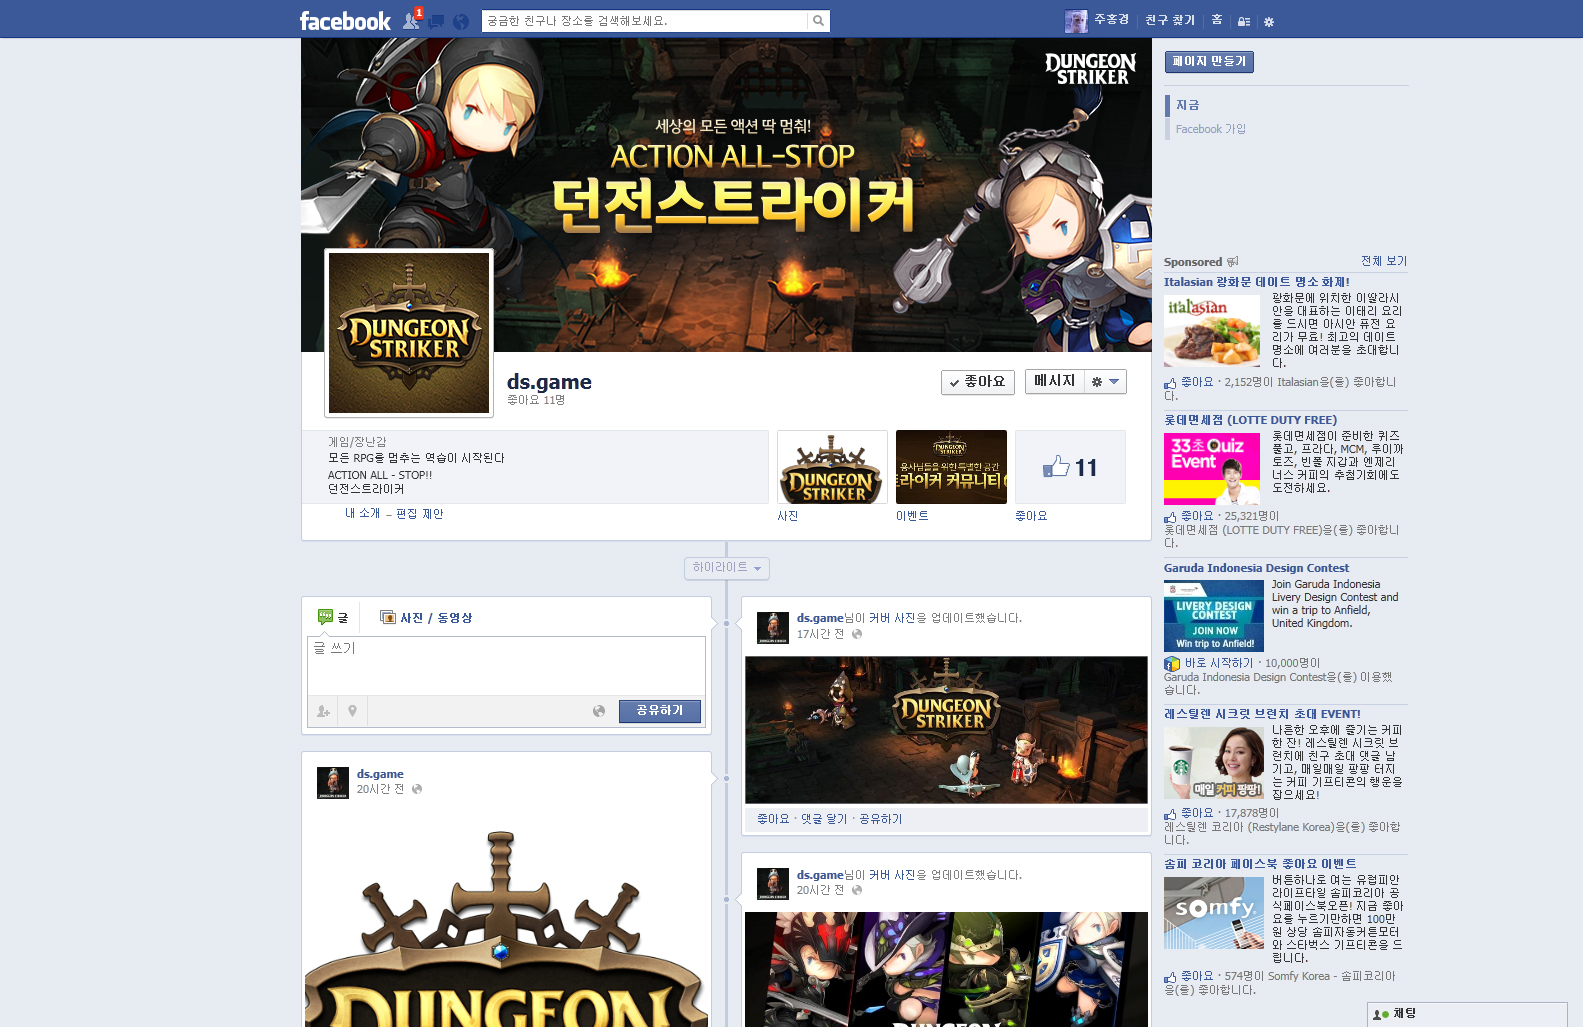 facebook
1
궁금한 친구나 장소를 검색해보세요.
주홍경
친구 찾기
홈
DUNGEON
STRIKER
세상의 모든 액션 딱 멈춰!
ACTION ALL-STOP
던전스트라이커
DUNGEON
STRIKER
ds.game
좋아요 11명
좋아요
메시지
게임/장난감
모든 RPG를 멈추는 역습이 시작된다
ACTION ALL - STOP!!
던전스트라이커
내 소개 – 편집 제안
DUNGEON
STRIKER
사진
DUNGEON
STRIKER
용사님들을 위한 특별한 공간
트라이커 커뮤니티
이벤트
11
좋아요
하이라이트
글
사진 / 동영상
글 쓰기
공유하기
ds.game
20시간 전
DUNGEON
ds.game님이 커버 사진을 업데이트했습니다.
17시간 전
DUNGEON
STRIKER
좋아요 · 댓글 달기 · 공유하기
ds.game님이 커버 사진을 업데이트했습니다.
20시간 전
DUNGEON
페이지 만들기
지금
Facebook 가입
Sponsored
전체 보기
Italasian 광화문 데이트 명소 화제!
ital'asian
광화문에 위치한 이딸라시
안을 대표하는 이태리 요리
를 드시면 아시안 퓨전 요
리가 무료! 최고의 데이트
명소에 여러분을 초대합니
다.
좋아요 · 2,152명이 Italasian을(를) 좋아합니
다.
롯데면세점 (LOTTE DUTY FREE)
33초 Quiz
Event
롯데면세점이 준비한 퀴즈
풀고, 프라다, MCM, 루이까
토즈, 빈폴 지갑과 엔제리
너스 커피의 추첨기회에도
도전하세요.
좋아요 · 25,321명이
롯데면세점 (LOTTE DUTY FREE)을(를) 좋아합니
다.
Garuda Indonesia Design Contest
LIVERY DESIGN
CONTEST
JOIN NOW
Win trip to Anfield!
Join Garuda Indonesia
Livery Design Contest and
win a trip to Anfield,
United Kingdom.
바로 시작하기 · 10,000명이
Garuda Indonesia Design Contest을(를) 이용했
습니다.
레스틸렌 시크릿 브런치 초대 EVENT!
매일 커피 팡팡!
나른한 오후에 즐기는 커피
한 잔! 레스틸렌 시크릿 브
런치에 친구 초대 댓글 남
기고, 매일매일 팡팡 터지
는 커피 기프티콘의 행운을
잡으세요!
좋아요 · 17,878명이
레스틸렌 코리아 (Restylane Korea)을(를) 좋아합
니다.
솜피 코리아 페이스북 좋아요 이벤트
somfy.
버튼하나로 여는 유럽피안
라이프타일 솜피코리아 공
식페이스북오픈! 지금 좋아
요를 누르기만하면 100만
원 상당 솜피자동커튼모터
와 스타벅스 기프티콘을 드
립니다.
좋아요 · 574명이 Somfy Korea - 솜피코리아
을(를) 좋아합니다.
채팅